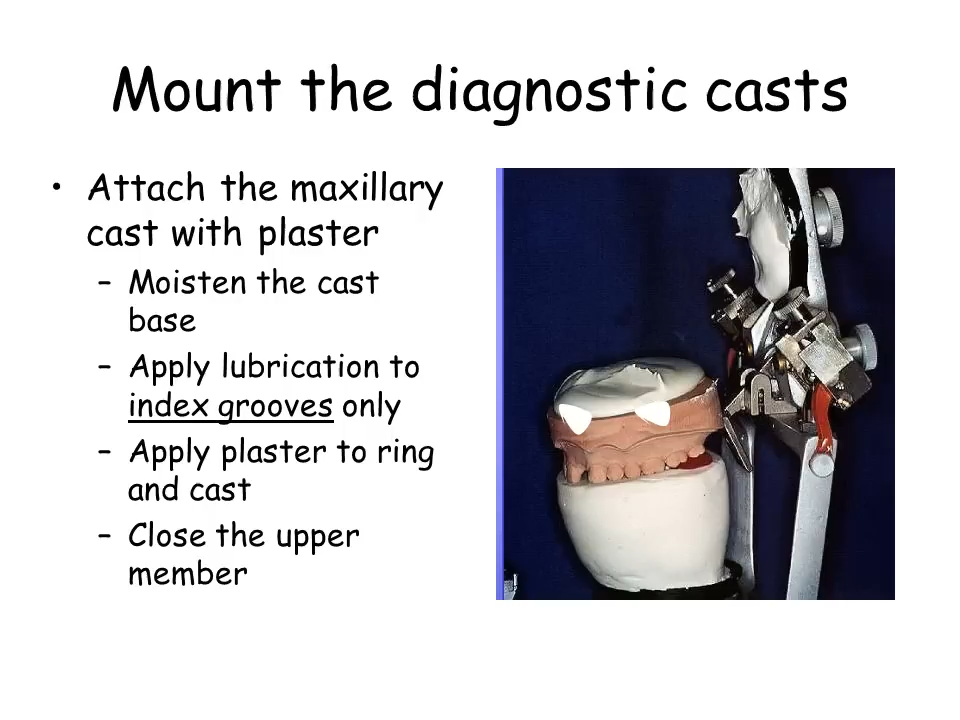 Mount the diagnostic casts
• Attach the maxillary
cast with plaster
– Moisten the cast
base
– Apply lubrication to
index grooves only
– Apply plaster to ring
and cast
– Close the upper
member